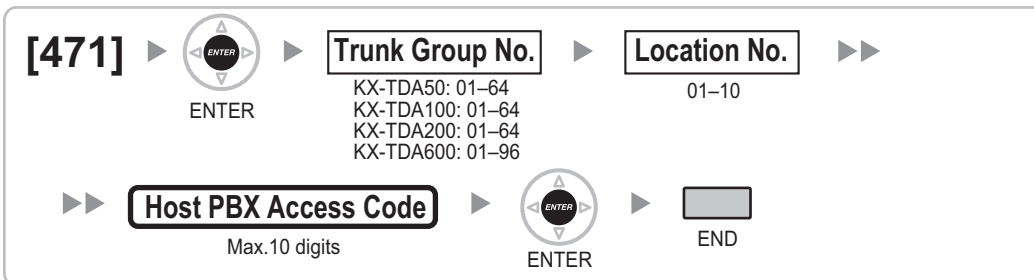 [471] ENTER Trunk Group No. Location No.
ENTER
KX-TDA50: 01–64
KX-TDA100: 01–64
KX-TDA200: 01–64
KX-TDA600: 01–96
01–10
Host PBX Access Code ENTER
Max.10 digits
ENTER
END